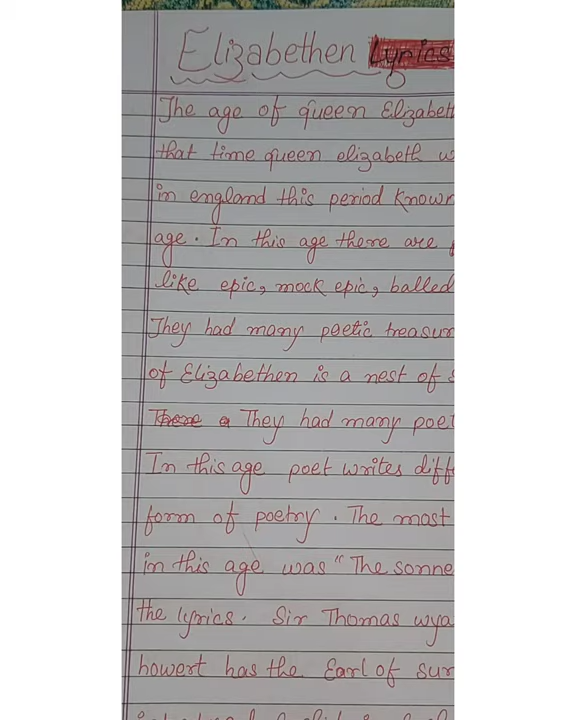 Elizabethen Lyrics
The age of queen Elizabeth
that time queen elizabeth w
in england this period known
age. In this age there are
like epic, mock epic, balled
They had many poetic treasur
of Elizabethen is a nest of s
There a They had many poet
In this age poet writes diff
form of poetry. The most
in this age was "The sonne
the lyrics. Sir Thomas wya
howert has the Earl of sur